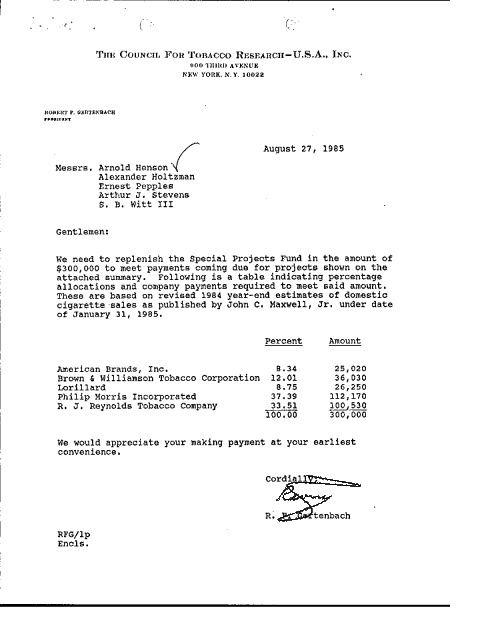 THE COUNCIL FOR TOBACCO RESEARCH—U.S.A., INC.
900 THIRD AVENUE
NEW YORK, N.Y. 10022
ROBERT F. GERTENBACH
PRESIDENT
August 27, 1985
Messrs. Arnold Henson
Alexander Holtzman
Ernest Pepples
Arthur J. Stevens
S. B. Witt III
Gentlemen:
We need to replenish the Special Projects Fund in the amount of
$300,000 to meet payments coming due for projects shown on the
attached summary. Following is a table indicating percentage
allocations and company payments required to meet said amount.
These are based on revised 1984 year-end estimates of domestic
cigarette sales as published by John C. Maxwell, Jr. under date
of January 31, 1985.
Percent Amount
American Brands, Inc. 8.34 25,020
Brown & Williamson Tobacco Corporation 12.01 36,030
Lorillard 8.75 26,250
Philip Morris Incorporated 37.39 112,170
R. J. Reynolds Tobacco Company 33.51 100,530
100.00 300,000
We would appreciate your making payment at your earliest
convenience.
Cordially,
R. F. Gertenbach
RFG/lp
Encls.